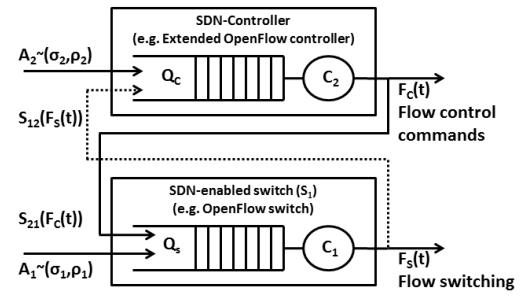 SDN-Controller
(e.g. Extended OpenFlow controller)
A₂~(σ₂,ρ₂)
Q_C
C₂
F_C(t)
Flow control
commands
S₁₂(F_S(t))
SDN-enabled switch (S₁)
(e.g. OpenFlow switch)
S₂₁(F_C(t))
Q_s
C₁
A₁~(σ₁,ρ₁)
F_S(t)
Flow switching